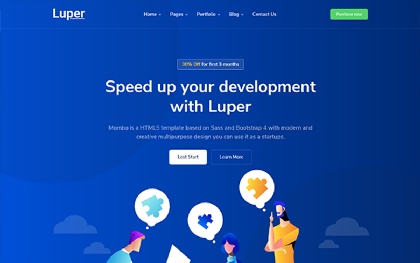 Luper
Home Pages Portfolio Blog Contact Us
Purchase now
30% Off for first 3 months
Speed up your development
with Luper
Mombo is a HTML5 template based on Sass and Bootstrap 4 with modern and
creative multipurpose design you can use it as a startups.
Lest Start
Learn More